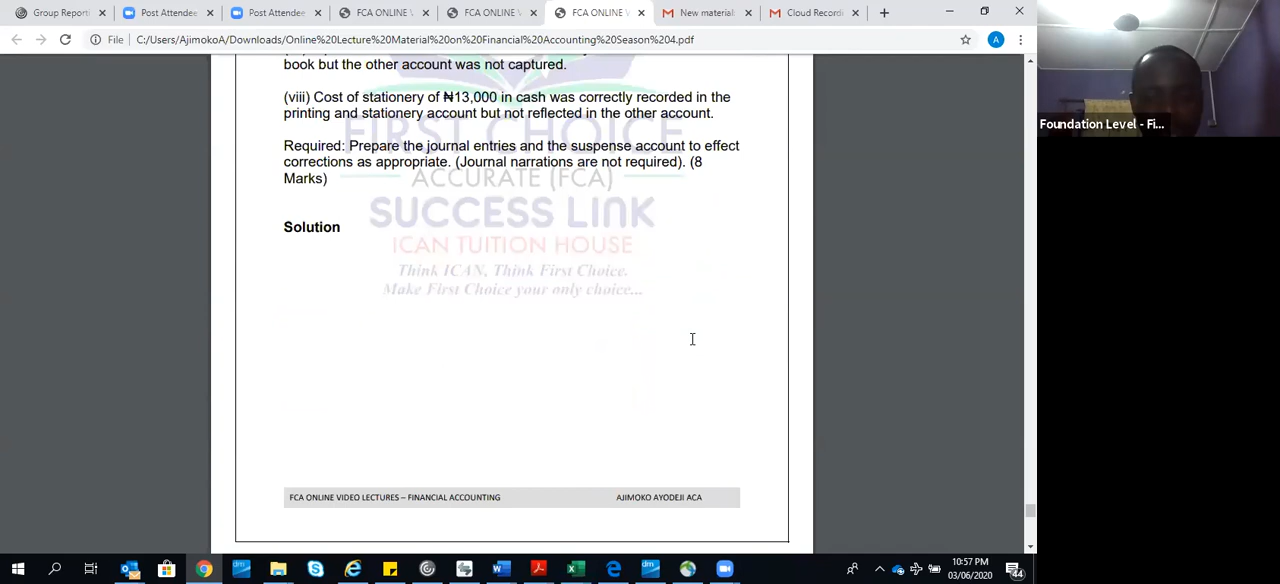 Group Reporti
Post Attendee
Post Attendee
FCA ONLINE V
FCA ONLINE V
FCA ONLINE V
New material
Cloud Recordi
File
C:/Users/AjimokoA/Downloads/Online%20Lecture%20Material%20on%20Financial%20Accounting%20Season%204.pdf
A
Foundation Level - Fi...
book but the other account was not captured.
(viii) Cost of stationery of ₦13,000 in cash was correctly recorded in the
printing and stationery account but not reflected in the other account.
FIRST CHOICE
Required: Prepare the journal entries and the suspense account to effect
corrections as appropriate. (Journal narrations are not required). (8
Marks)
ACCURATE (FCA)
SUCCESS LINK
Solution
ICAN TUITION HOUSE
Think ICAN, Think First Choice.
Make First Choice your only choice...
FCA ONLINE VIDEO LECTURES – FINANCIAL ACCOUNTING
AJIMOKO AYODEJI ACA
10:57 PM
03/06/2020
44